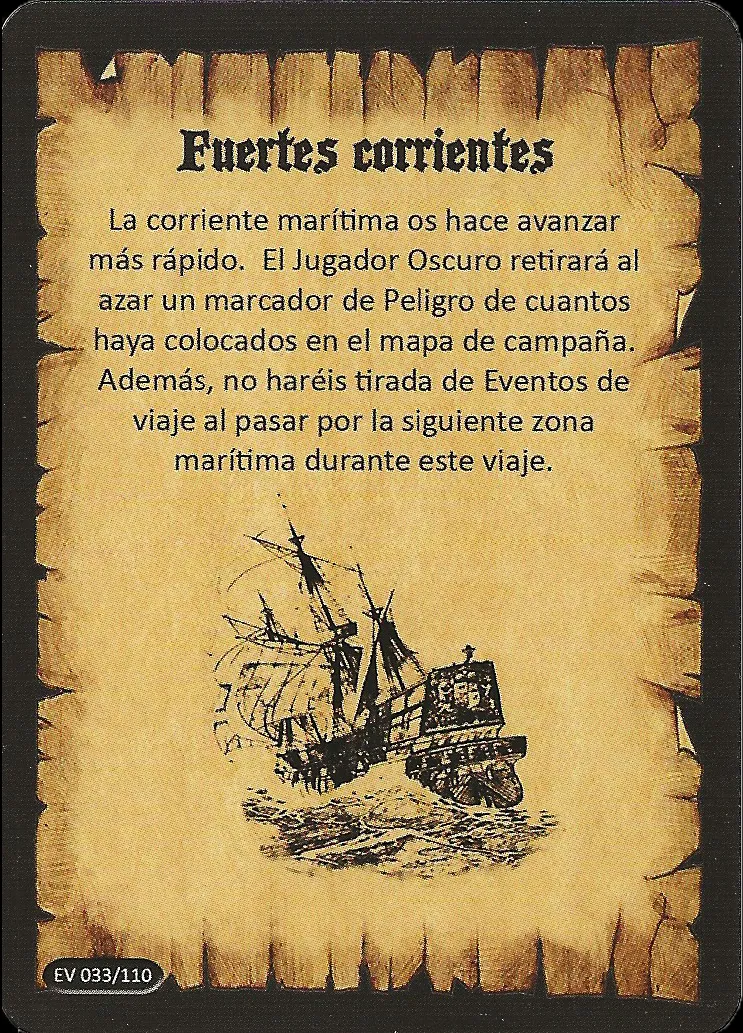 Fuertes corrientes
La corriente marítima os hace avanzar
más rápido.  El Jugador Oscuro retirará al
azar un marcador de Peligro de cuantos
haya colocados en el mapa de campaña.
Además, no haréis tirada de Eventos de
viaje al pasar por la siguiente zona
marítima durante este viaje.
EV 033/110